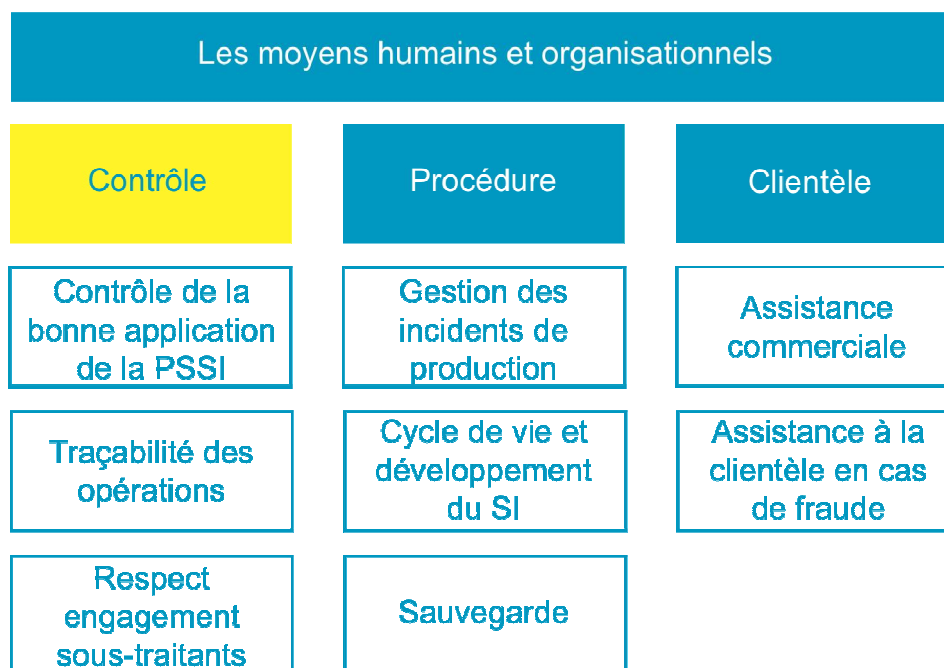 Les moyens humains et organisationnels
Contrôle
Procédure
Clientèle
Contrôle de la
bonne application
de la PSSI
Gestion des
incidents de
production
Assistance
commerciale
Traçabilité des
opérations
Cycle de vie et
développement
du SI
Assistance à la
clientèle en cas
de fraude
Respect
engagement
sous-traitants
Sauvegarde